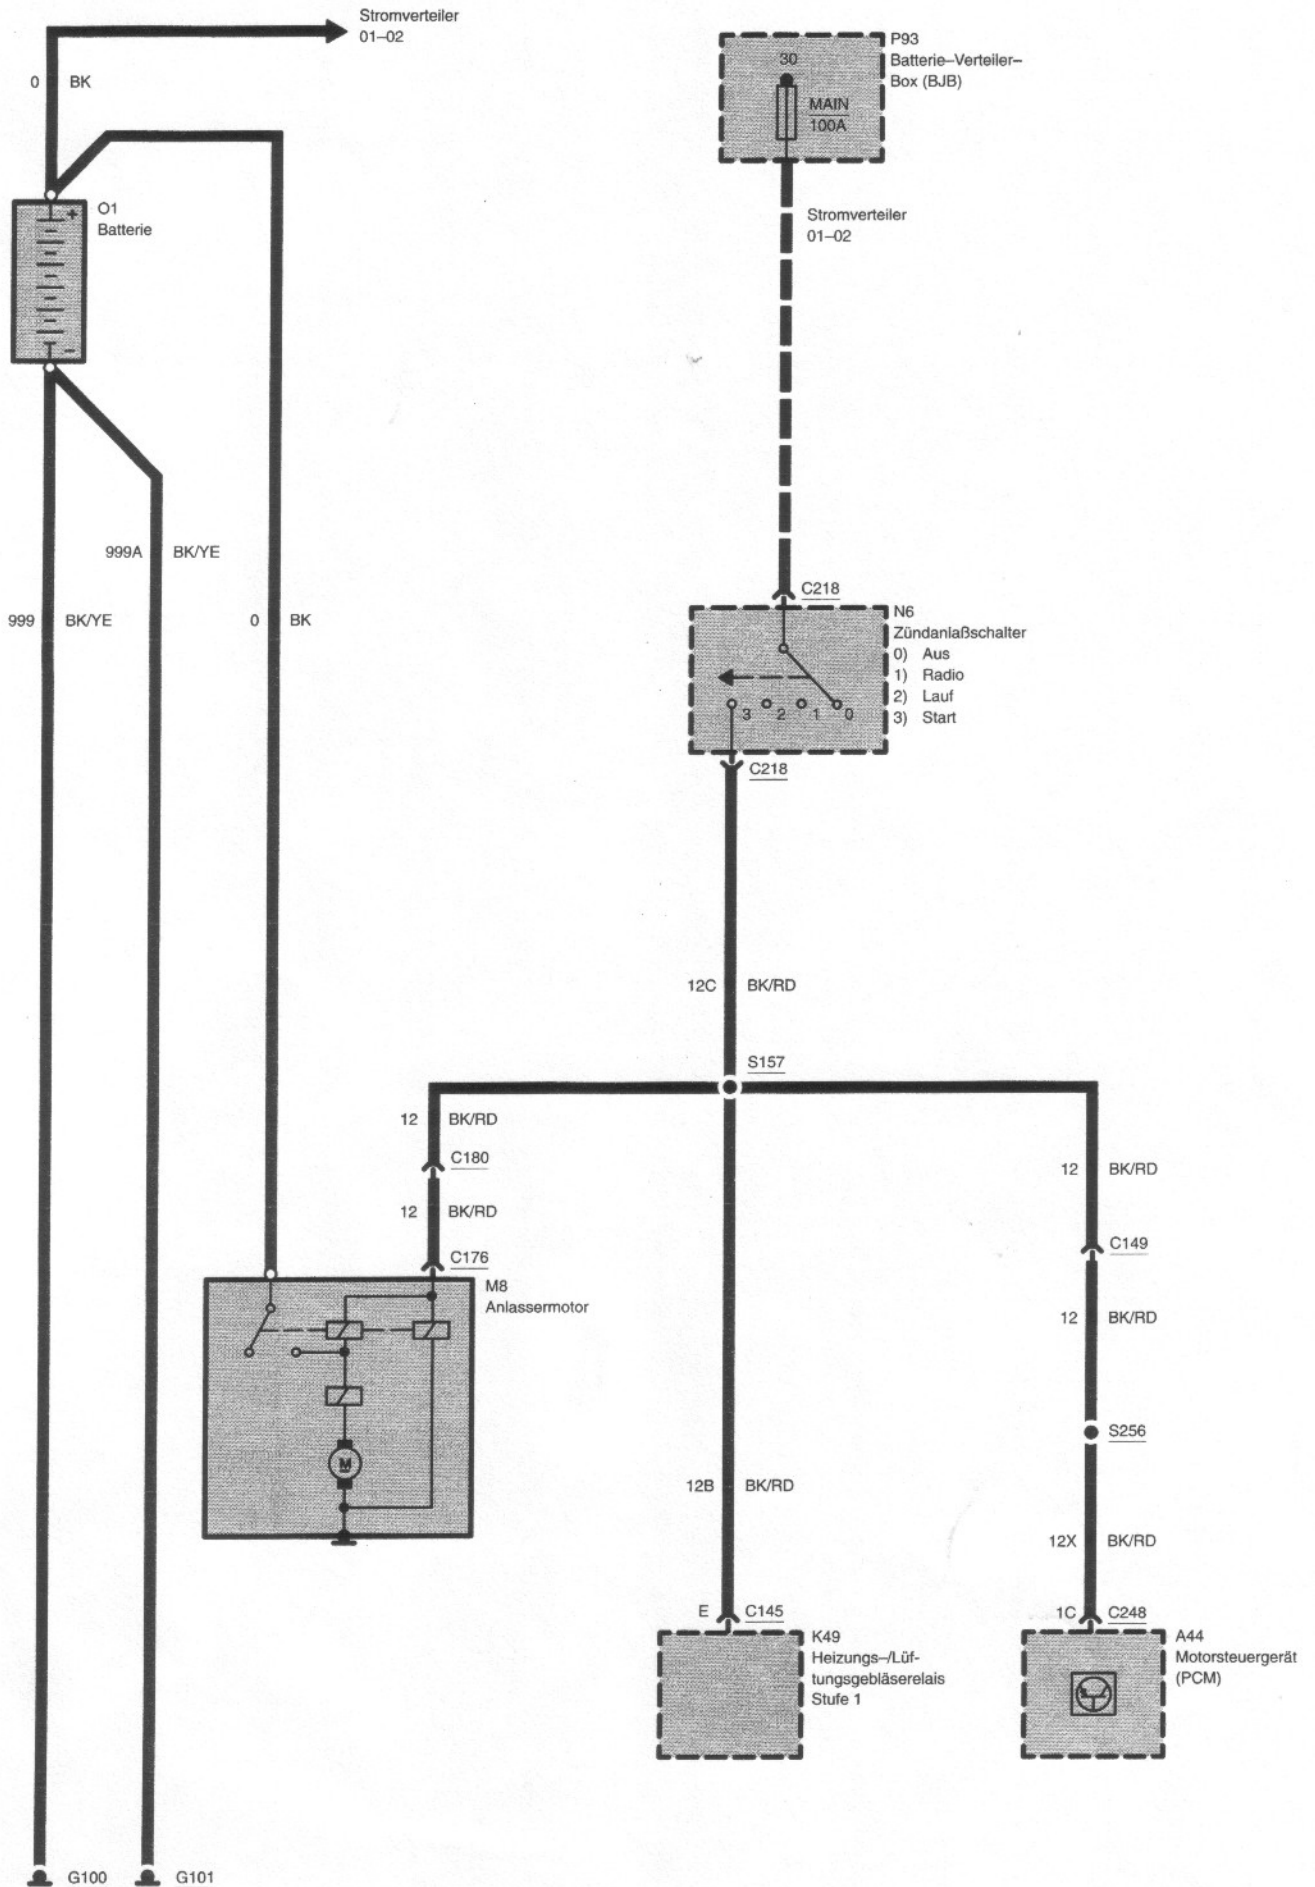 Stromverteiler
01–02
0 BK
O1
Batterie
+
–
999A BK/YE
999 BK/YE
0 BK
P93
Batterie–Verteiler–
Box (BJB)
30
MAIN
100A
Stromverteiler
01–02
C218
N6
Zündanlaßschalter
0) Aus
1) Radio
2) Lauf
3) Start
3 2 1 0
C218
12C BK/RD
S157
12 BK/RD
C180
12 BK/RD
C176
M8
Anlassermotor
M
12 BK/RD
C149
12 BK/RD
S256
12B BK/RD
12X BK/RD
E C145
K49
Heizungs–/Lüf-
tungsgebläserelais
Stufe 1
1C C248
A44
Motorsteuergerät
(PCM)
G100
G101